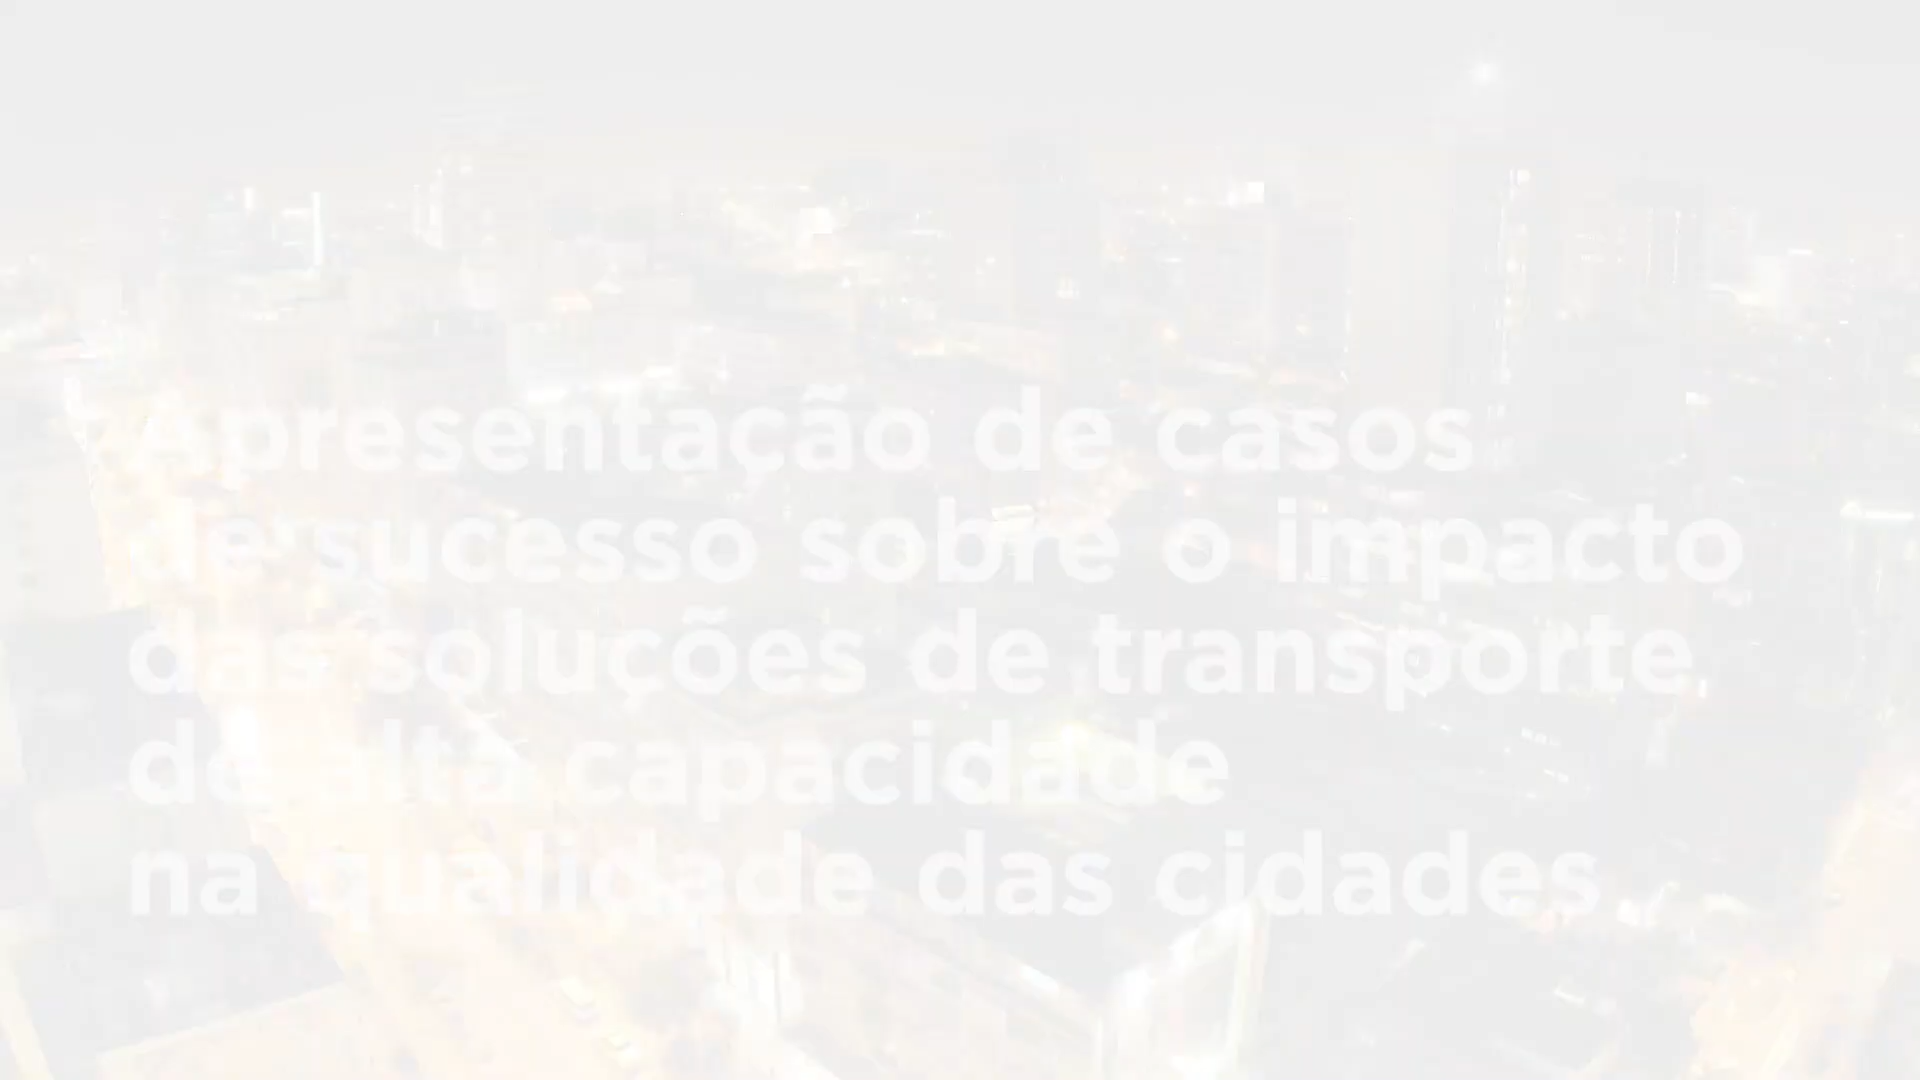 Apresentação de casos
de sucesso sobre o impacto
das soluções de transporte
de alta capacidade
na qualidade das cidades